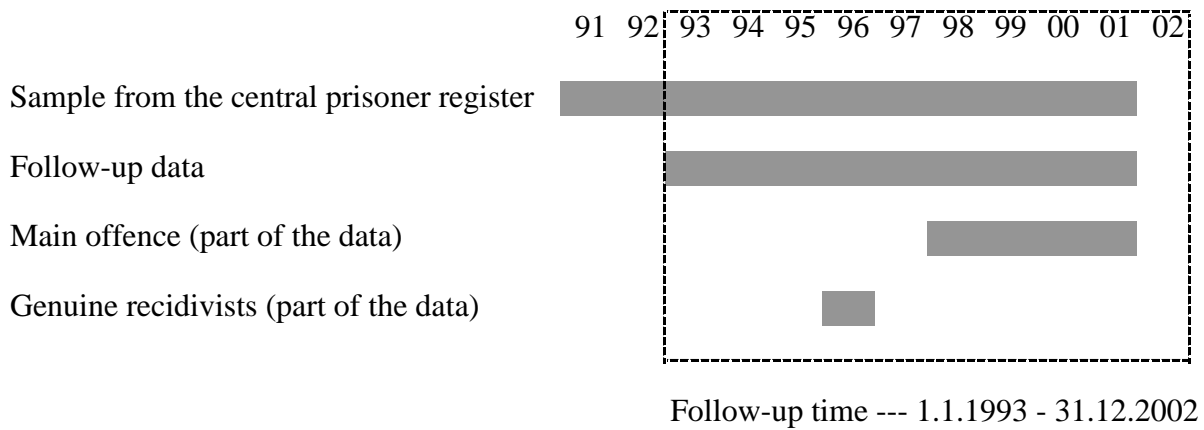 91 92 93 94 95 96 97 98 99 00 01 02
Sample from the central prisoner register
Follow-up data
Main offence (part of the data)
Genuine recidivists (part of the data)
Follow-up time --- 1.1.1993 - 31.12.2002